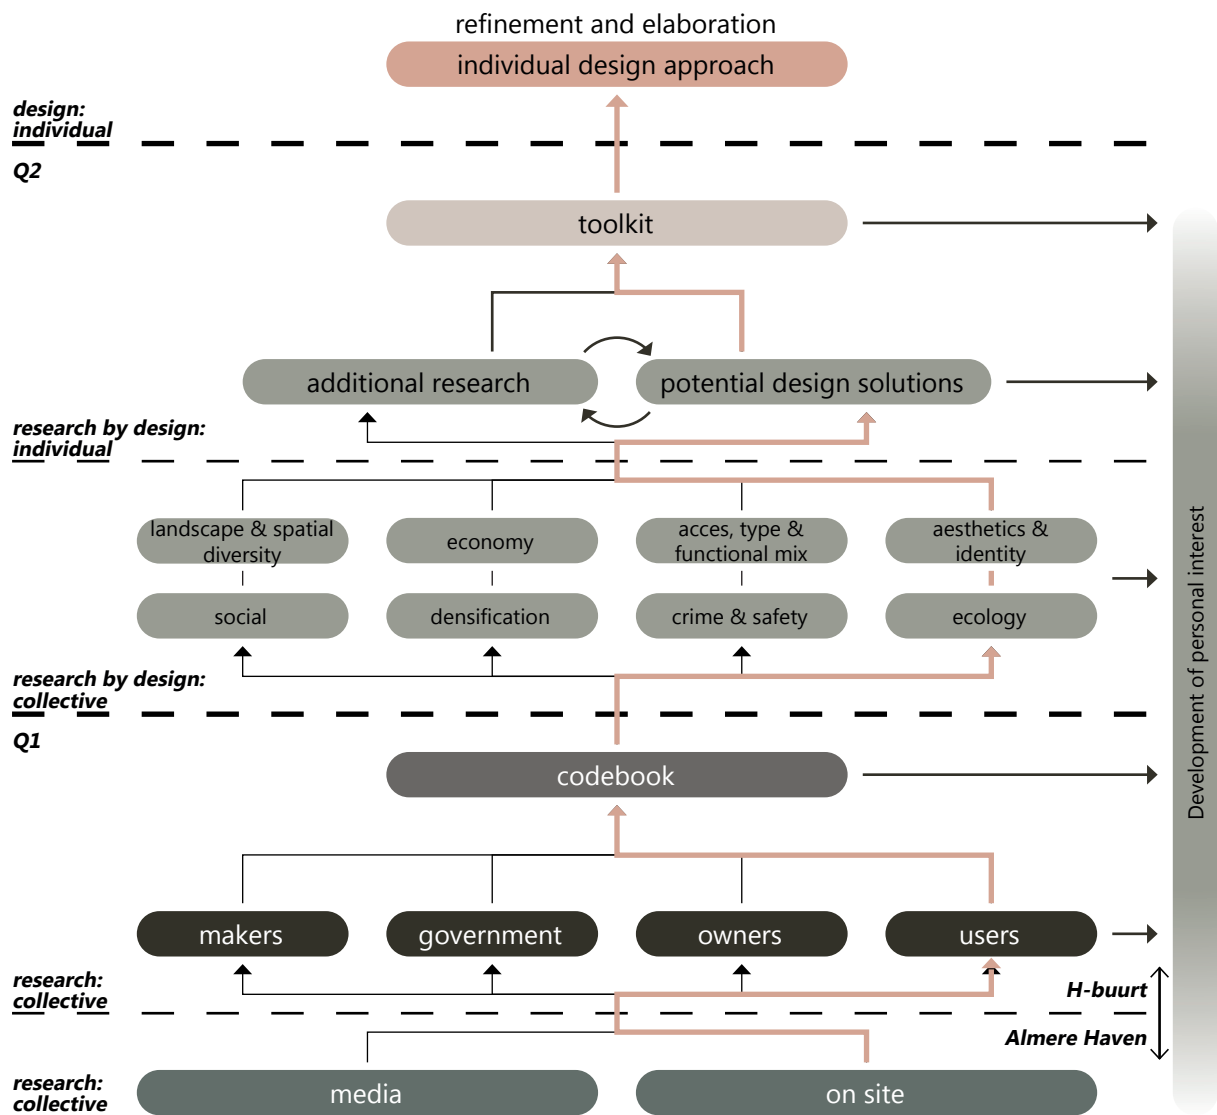 refinement and elaboration
individual design approach
design:
individual
Q2
toolkit
additional research
potential design solutions
research by design:
individual
landscape & spatial
diversity
economy
acces, type &
functional mix
aesthetics &
identity
social
densification
crime & safety
ecology
research by design:
collective
Q1
codebook
makers
government
owners
users
research:
collective
H-buurt
Almere Haven
research:
collective
media
on site
Development of personal interest